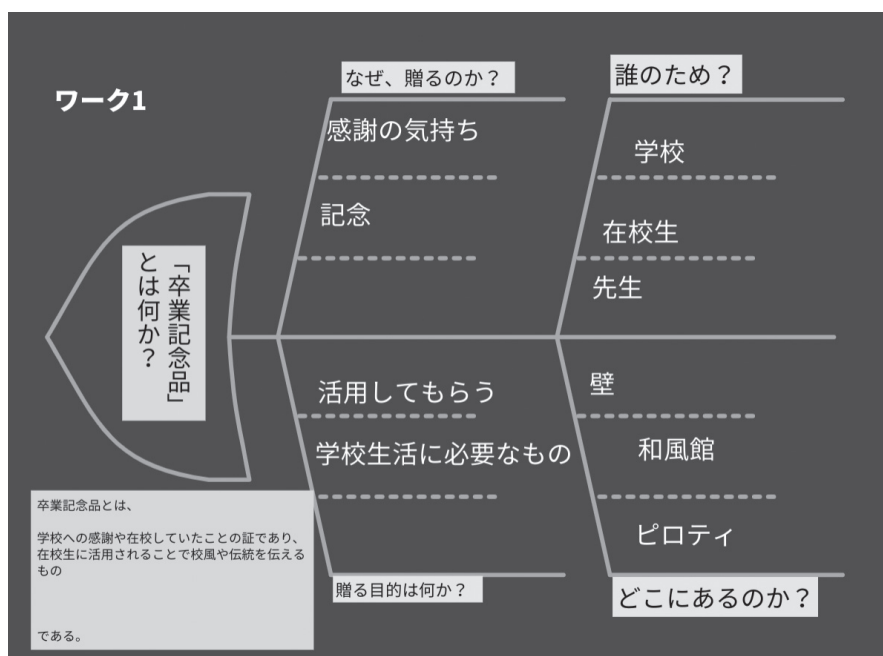 ワーク1
なぜ、贈るのか？
感謝の気持ち
記念
誰のため？
学校
在校生
先生
「卒業記念品」
とは何か？
活用してもらう
学校生活に必要なもの
贈る目的は何か？
壁
和風館
ピロティ
どこにあるのか？
卒業記念品とは、
学校への感謝や在校していたことの証であり、
在校生に活用されることで校風や伝統を伝える
もの
である。